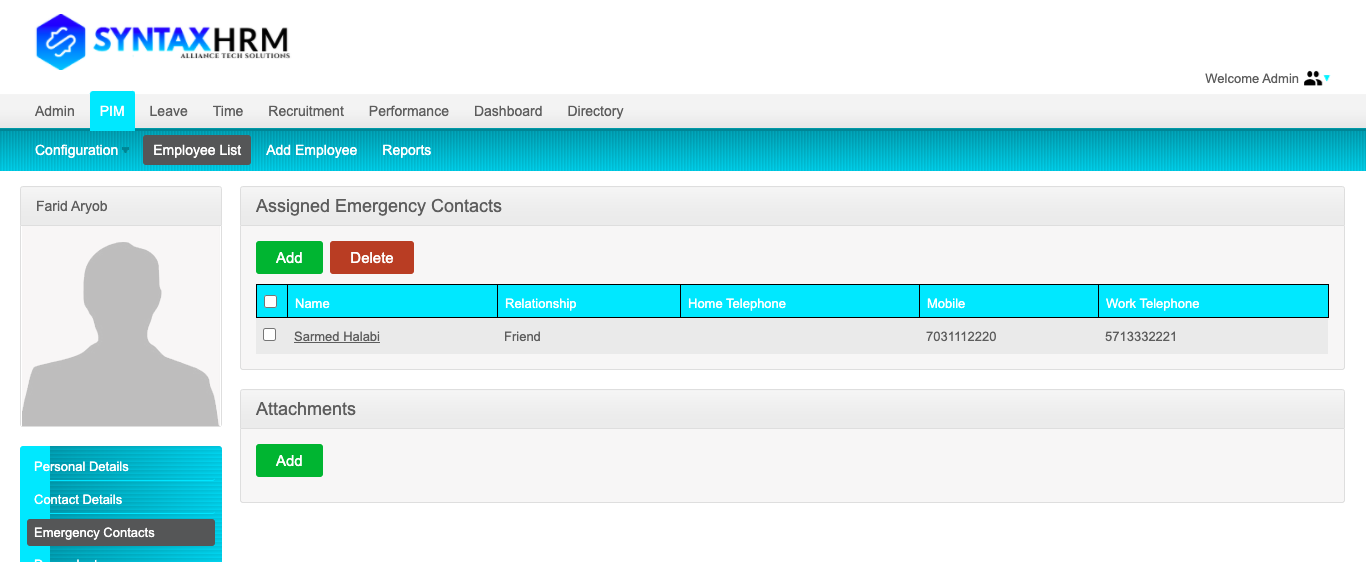 SYNTAXHRM
ALLIANCE TECH SOLUTIONS
Welcome Admin
Admin PIM Leave Time Recruitment Performance Dashboard Directory
Configuration Employee List Add Employee Reports
Farid Aryob
Assigned Emergency Contacts
Add Delete
Name Relationship Home Telephone Mobile Work Telephone
Sarmed Halabi Friend 7031112220 5713332221
Attachments
Add
Personal Details
Contact Details
Emergency Contacts